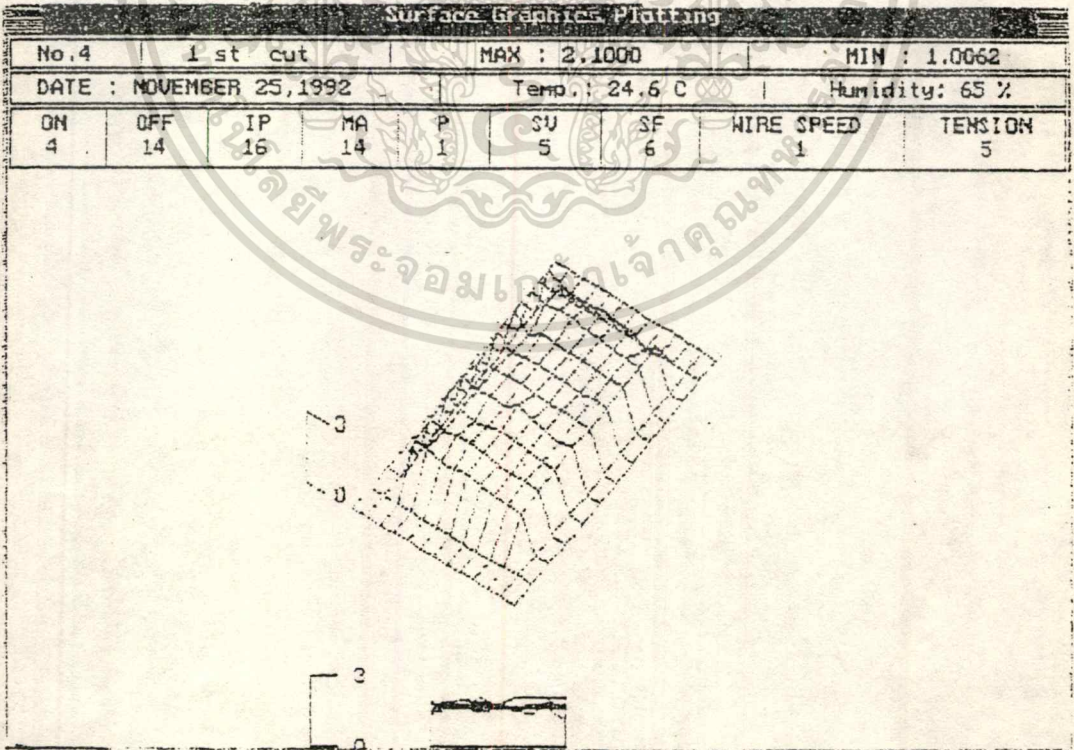 Surface Graphics Plotting
No.4 1 st cut MAX : 2.1000 MIN : 1.0062
DATE : NOVEMBER 25,1992 Temp.: 24.6 C Humidity: 65 %
ON OFF IP MA P SV SF WIRE SPEED TENSION
4 14 16 14 1 5 6 1 5
3
0
3
0